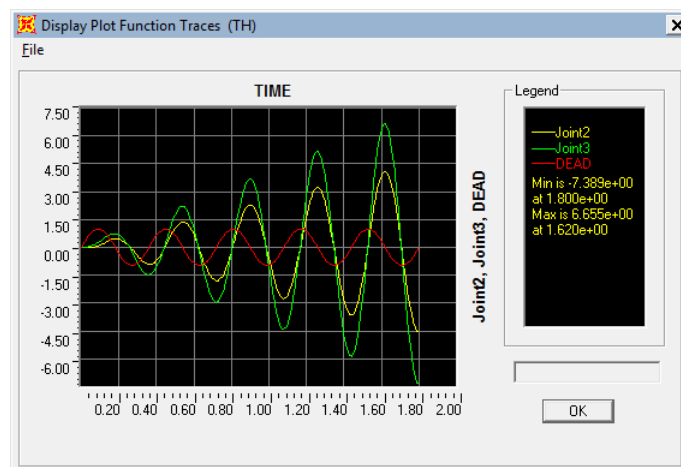 Display Plot Function Traces (TH)
File
TIME
Legend
7.50
6.00
4.50
3.00
1.50
0.00
-1.50
-3.00
-4.50
-6.00
Joint2, Joint3, DEAD
Joint2
Joint3
DEAD
Min is -7.389e+00
at 1.800e+00
Max is 6.655e+00
at 1.620e+00
0.20 0.40 0.60 0.80 1.00 1.20 1.40 1.60 1.80 2.00
OK